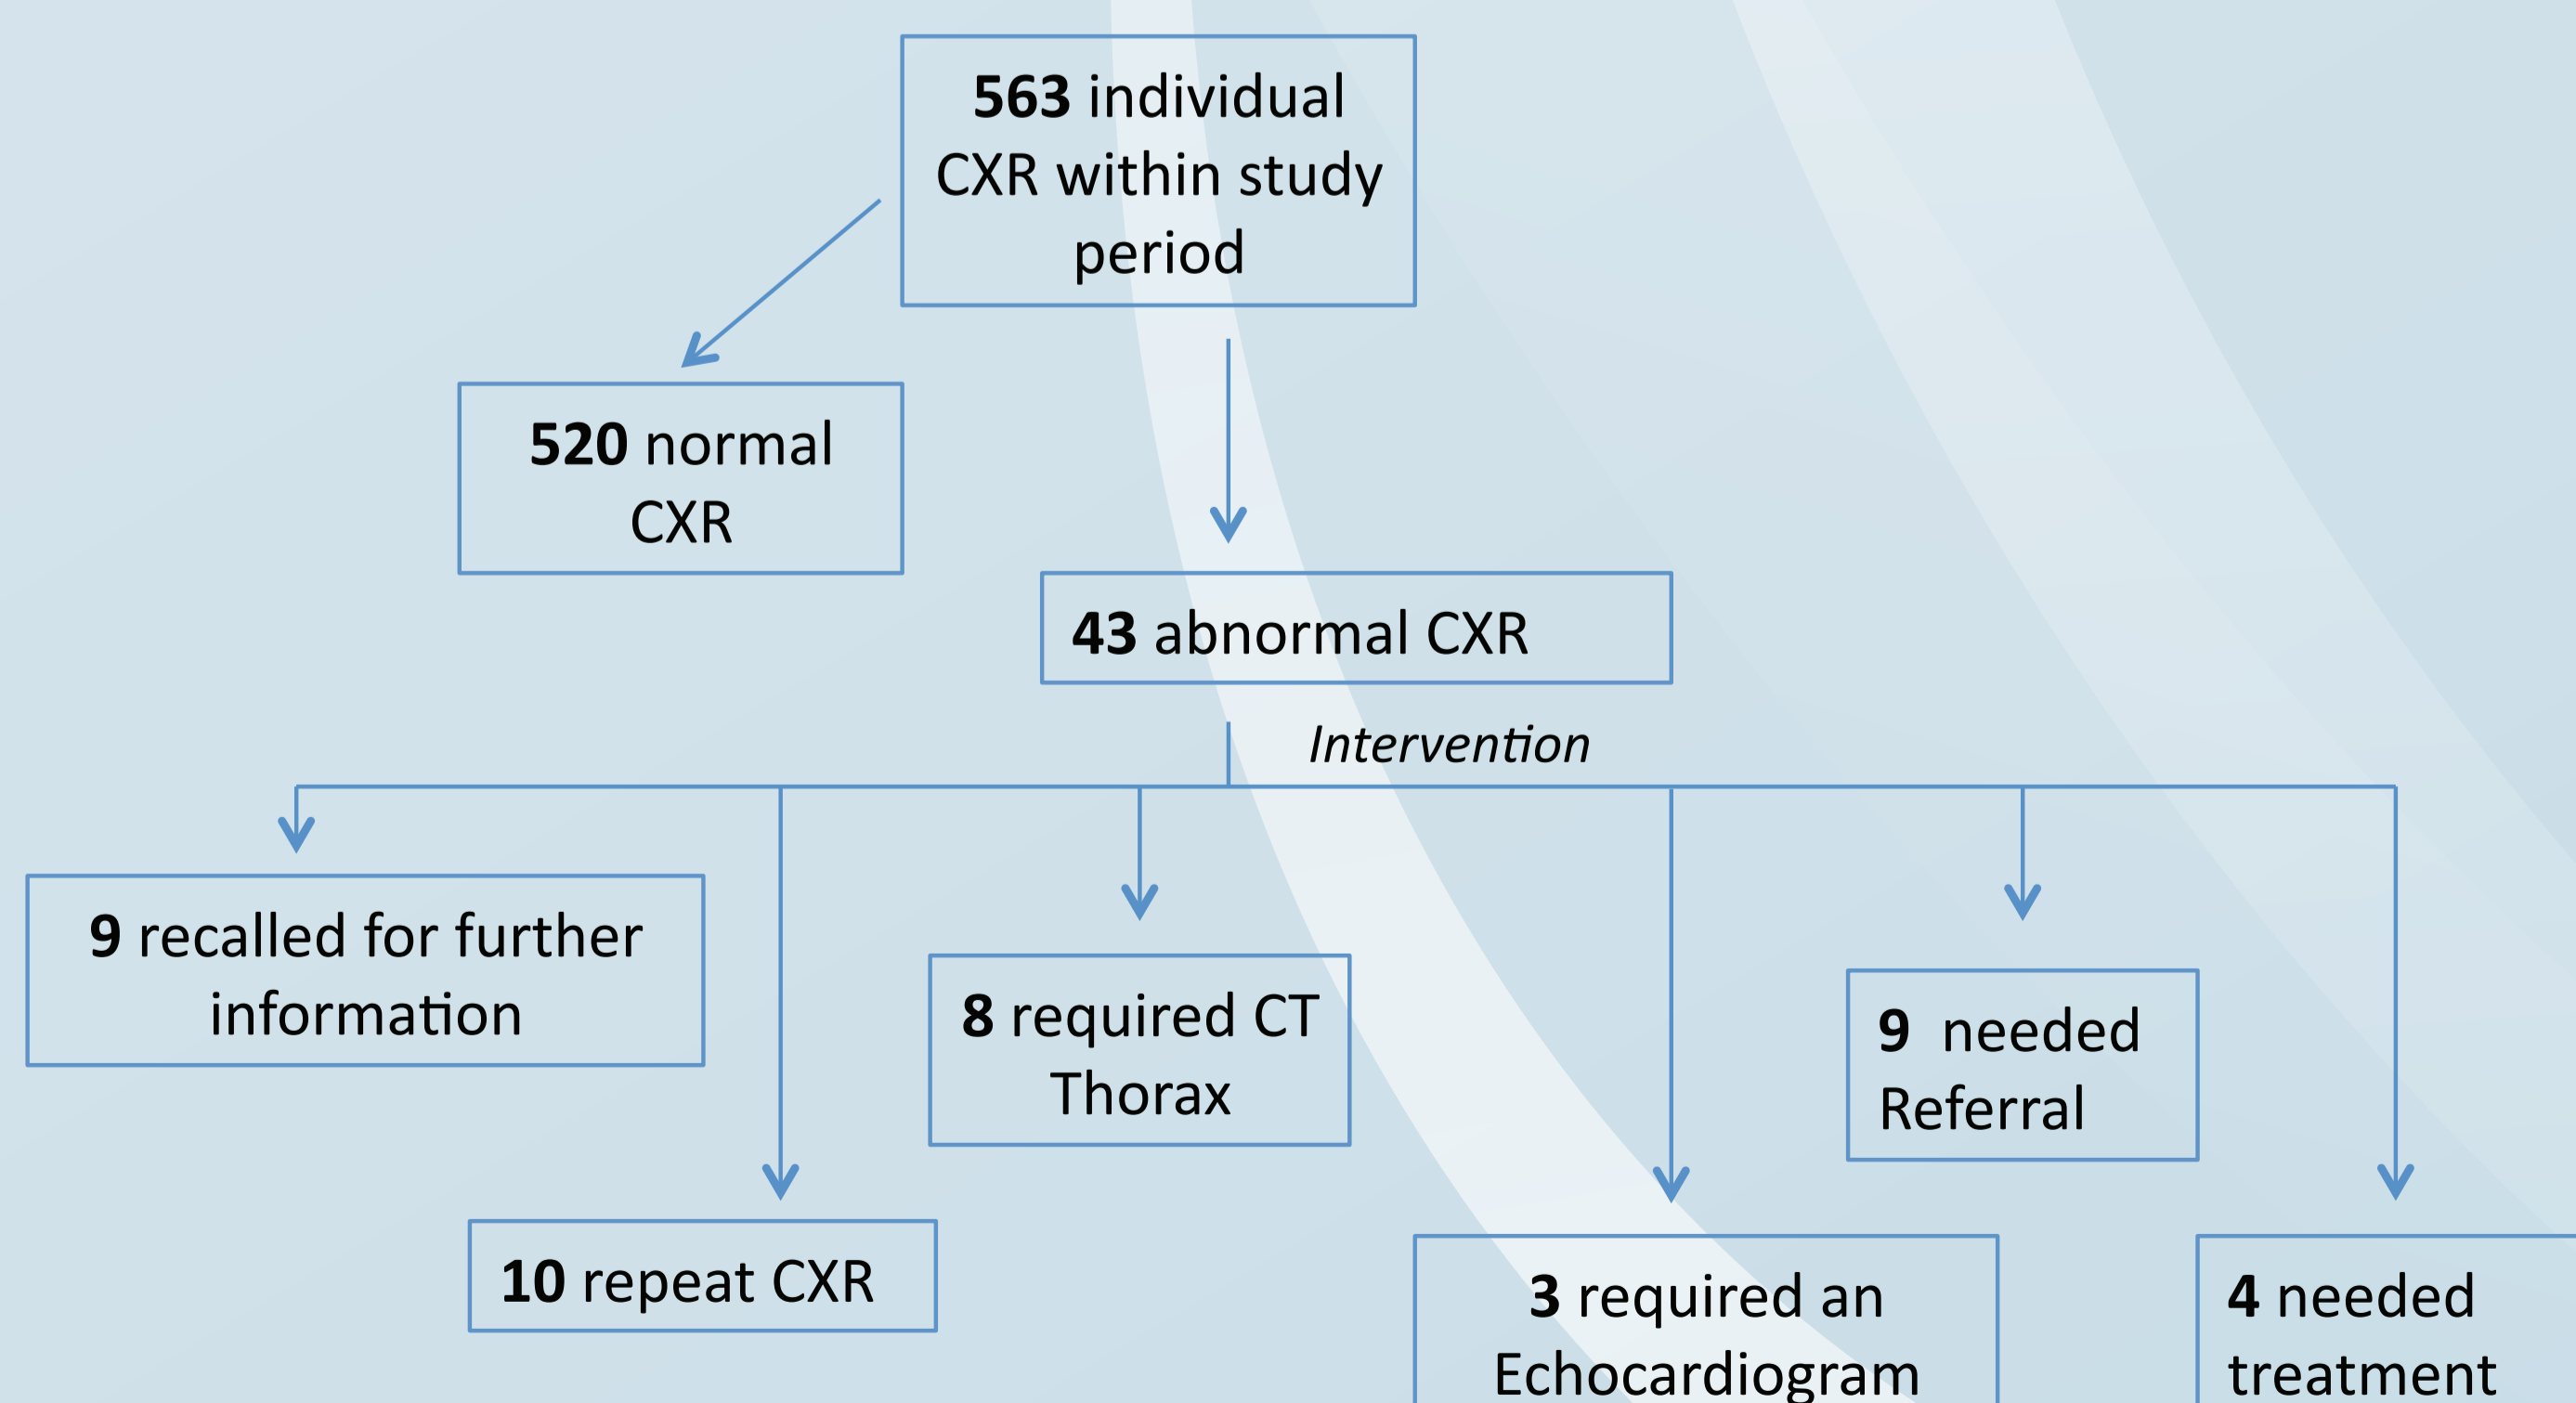 563 individual
CXR within study
period
520 normal
CXR
43 abnormal CXR
Intervention
9 recalled for further
information
8 required CT
Thorax
9 needed
Referral
10 repeat CXR
3 required an
Echocardiogram
4 needed
treatment